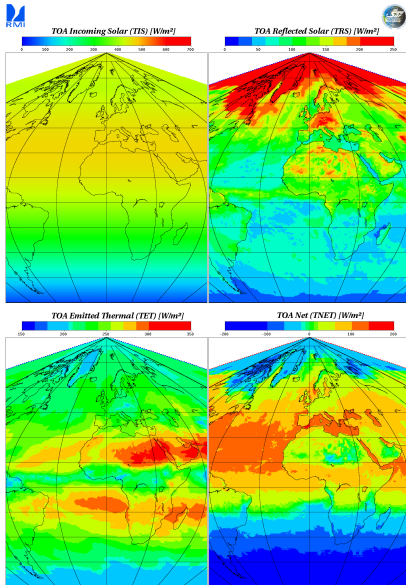 RMI
TOA Incoming Solar (TIS) [W/m²]
0 100 200 300 400 500 600 700
TOA Reflected Solar (TRS) [W/m²]
0 50 100 150 200 250
TOA Emitted Thermal (TET) [W/m²]
150 200 250 300 350
TOA Net (TNET) [W/m²]
-200 -100 0 100 200